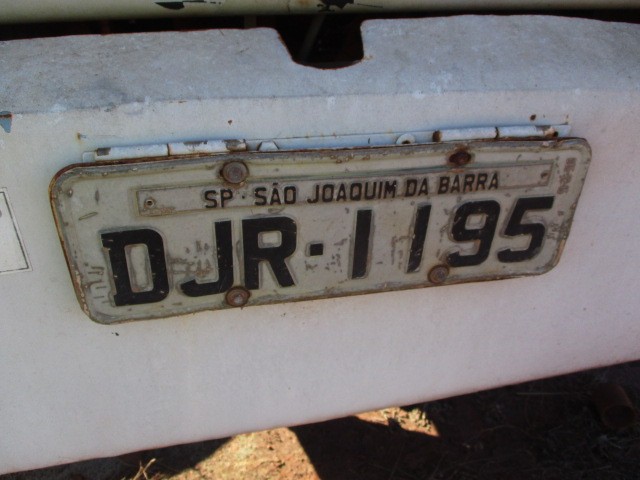 SP · SÃO JOAQUIM DA BARRA
DJR·1195